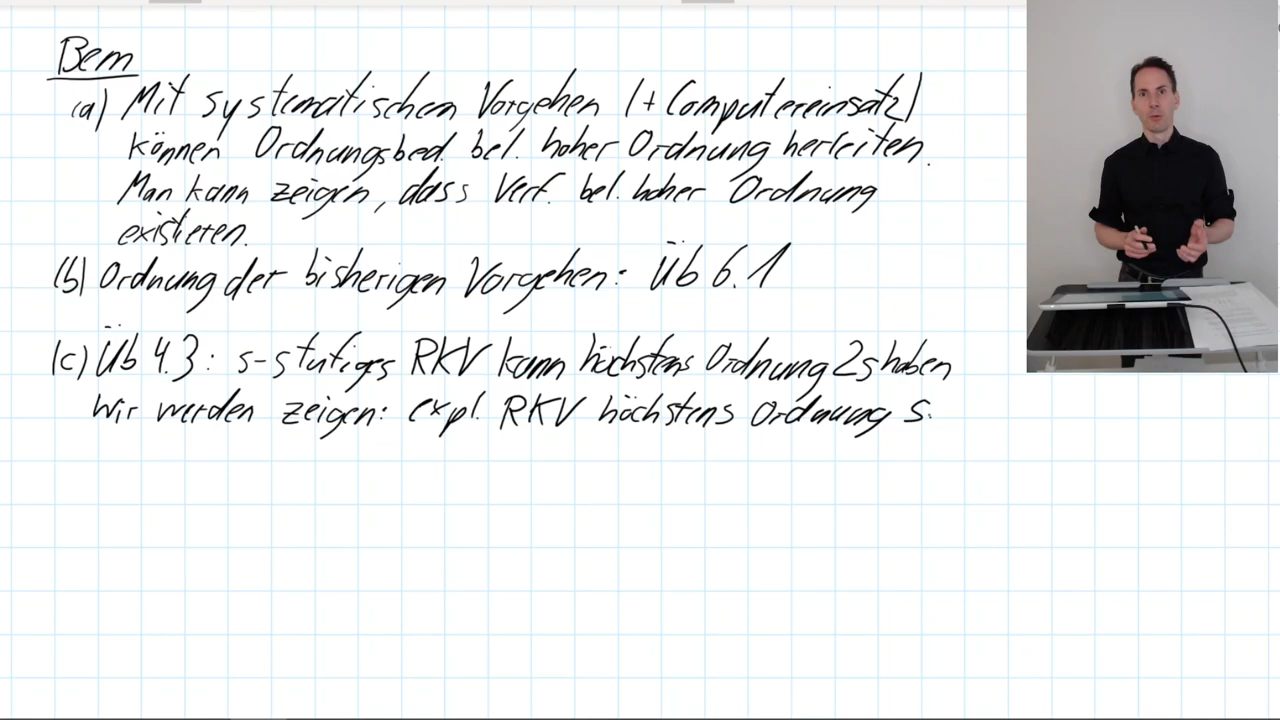 Bem
(a) Mit systematischem Vorgehen (+ Computereinsatz)
können Ordnungsbed. bel. hoher Ordnung herleiten.
Man kann zeigen, dass Verf. bel. hoher Ordnung
existieren.
(b) Ordnung der bisherigen Vorgehen: Üb 6.1
(c) Üb 4.3: s-stufiges RKV kann höchstens Ordnung 2s haben
Wir werden zeigen: expl. RKV höchstens Ordnung s.